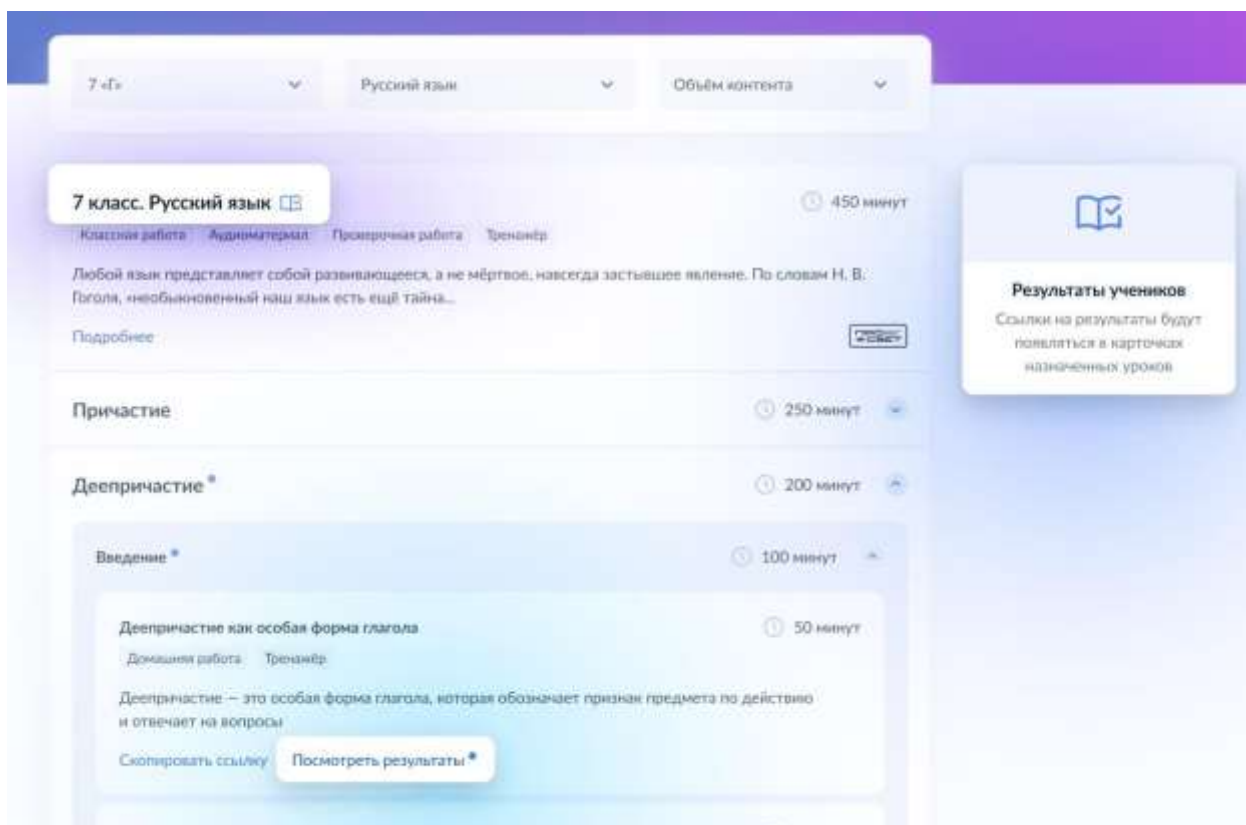 7 «Г»
Русский язык
Объём контента
7 класс. Русский язык
450 минут
Классная работа Аудиоматериал Проверочная работа Тренажёр
Любой язык представляет собой развивающееся, а не мёртвое, навсегда застывшее явление. По словам Н. В.
Гоголя, «необыкновенный наш язык есть ещё тайна...
Подробнее
Результаты учеников
Ссылки на результаты будут
появляться в карточках
назначенных уроков
Причастие
250 минут
Деепричастие
200 минут
Введение
100 минут
Деепричастие как особая форма глагола
50 минут
Домашняя работа Тренажёр
Деепричастие — это особая форма глагола, которая обозначает признак предмета по действию
и отвечает на вопросы
Скопировать ссылку Посмотреть результаты